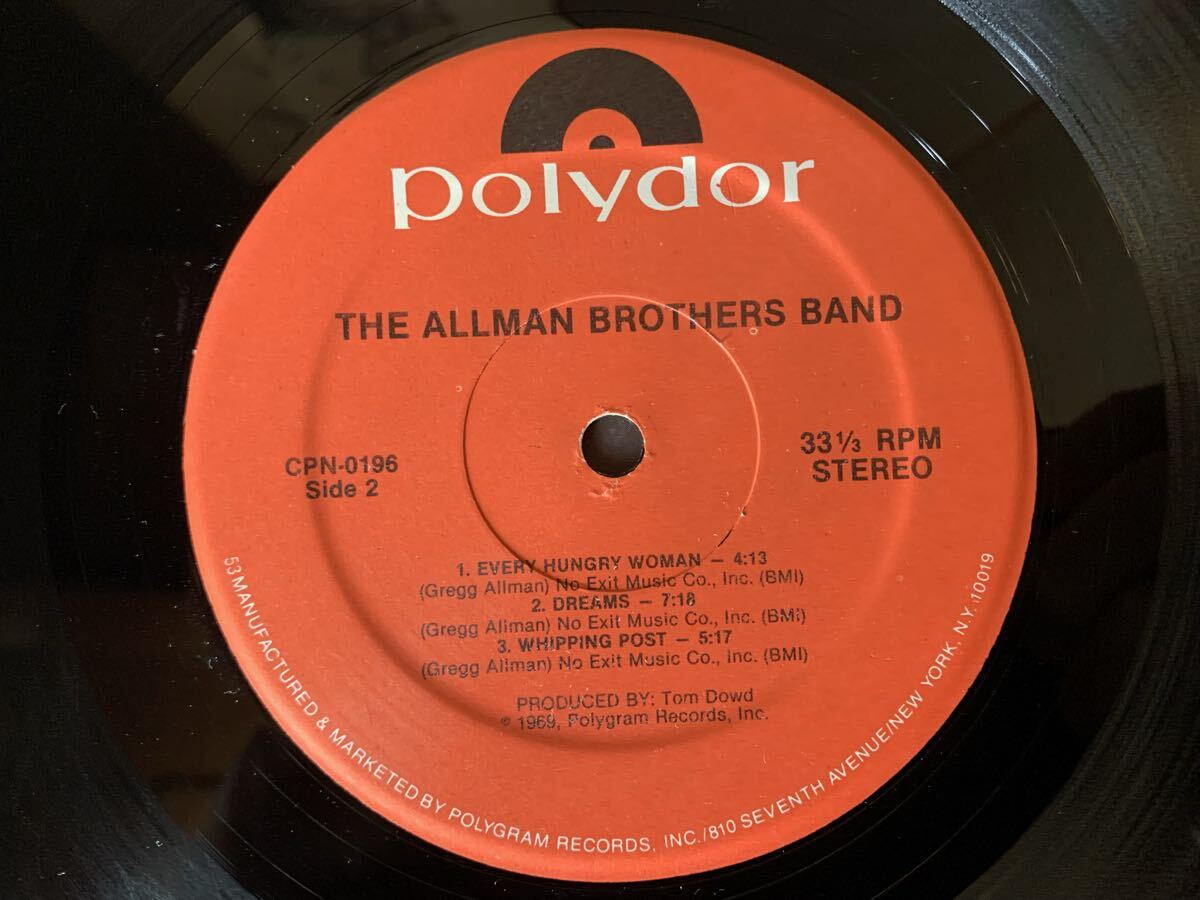 polydor
THE ALLMAN BROTHERS BAND
CPN-0196
Side 2
33 1/3 RPM
STEREO
1. EVERY HUNGRY WOMAN — 4:13
(Gregg Allman) No Exit Music Co., Inc. (BMI)
2. DREAMS — 7:18
(Gregg Allman) No Exit Music Co., Inc. (BMI)
3. WHIPPING POST — 5:17
(Gregg Allman) No Exit Music Co., Inc. (BMI)
PRODUCED BY: Tom Dowd
℗ 1969, Polygram Records, Inc.
53 MANUFACTURED & MARKETED BY POLYGRAM RECORDS, INC./810 SEVENTH AVENUE/NEW YORK, N.Y. 10019